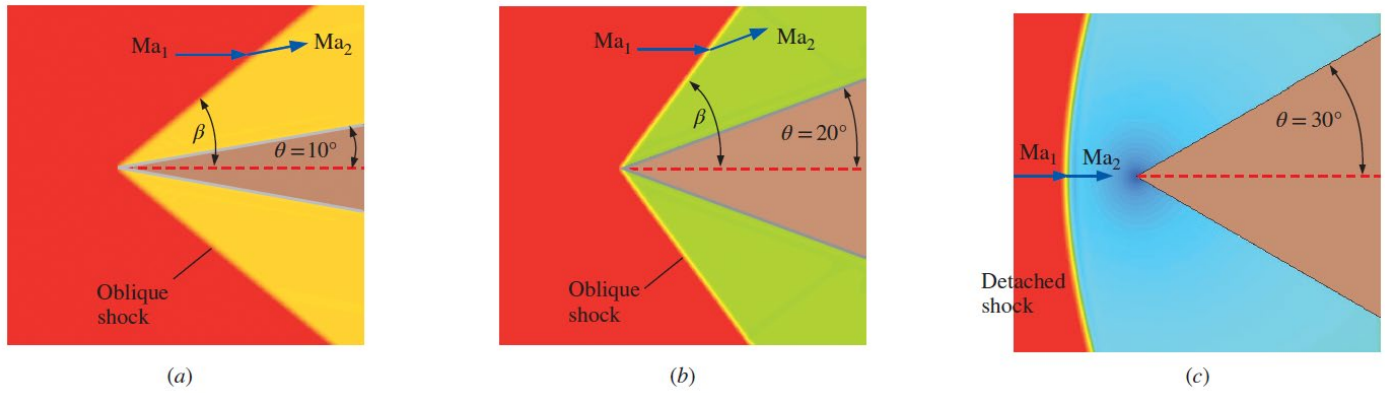 Ma₁
Ma₂
β
θ = 10°
Oblique
shock
(a)
Ma₁
Ma₂
β
θ = 20°
Oblique
shock
(b)
Ma₁
Ma₂
θ = 30°
Detached
shock
(c)